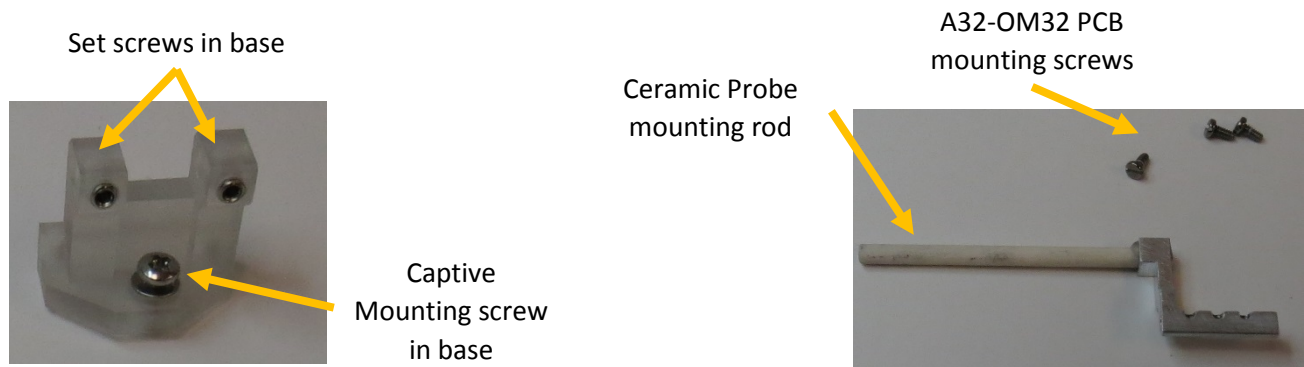 Set screws in base
Captive
Mounting screw
in base
Ceramic Probe
mounting rod
A32-OM32 PCB
mounting screws